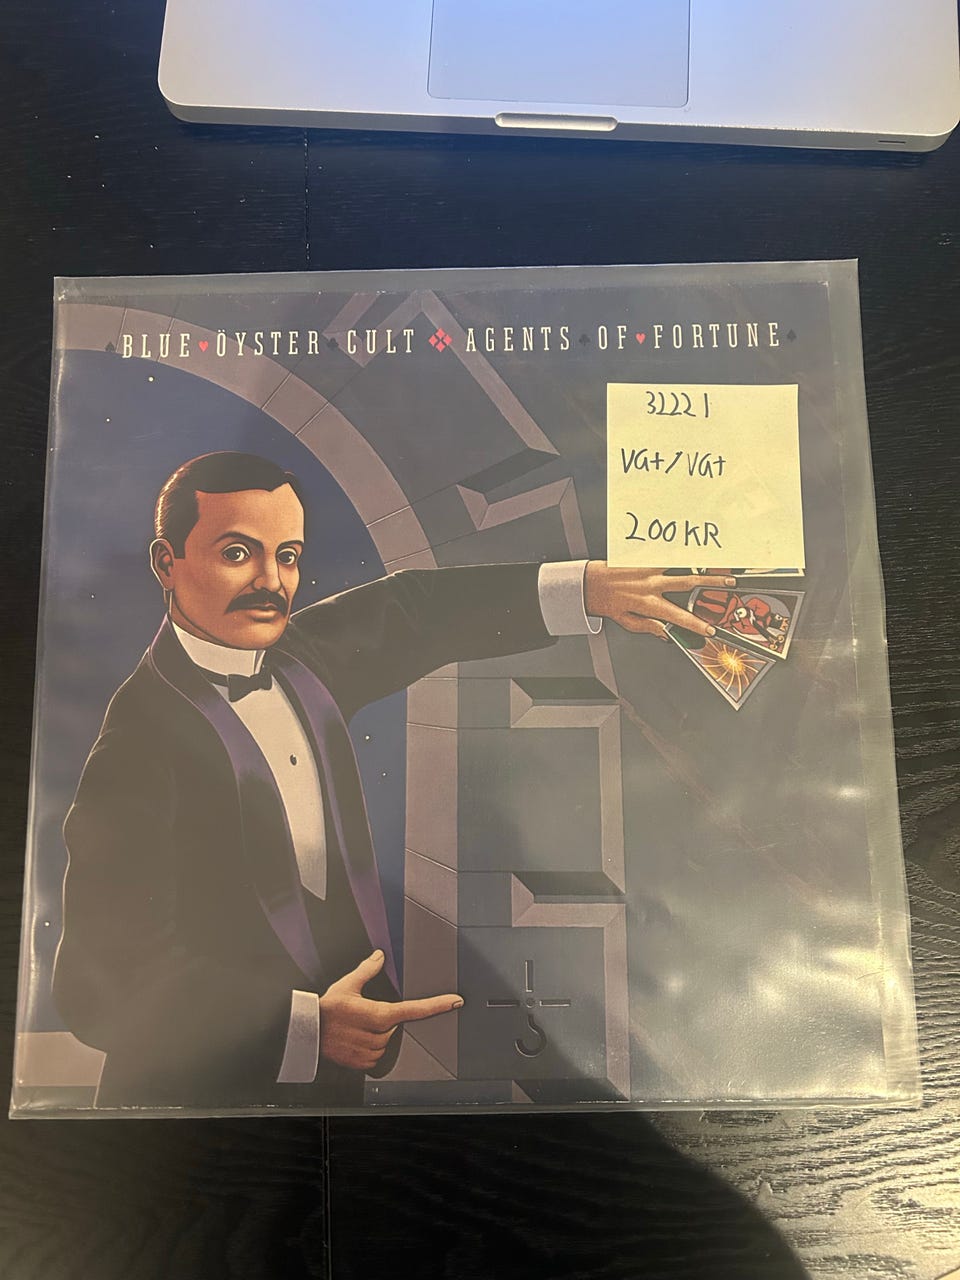 BLUE ÖYSTER CULT AGENTS OF FORTUNE
32221
VG+/VG+
200 KR